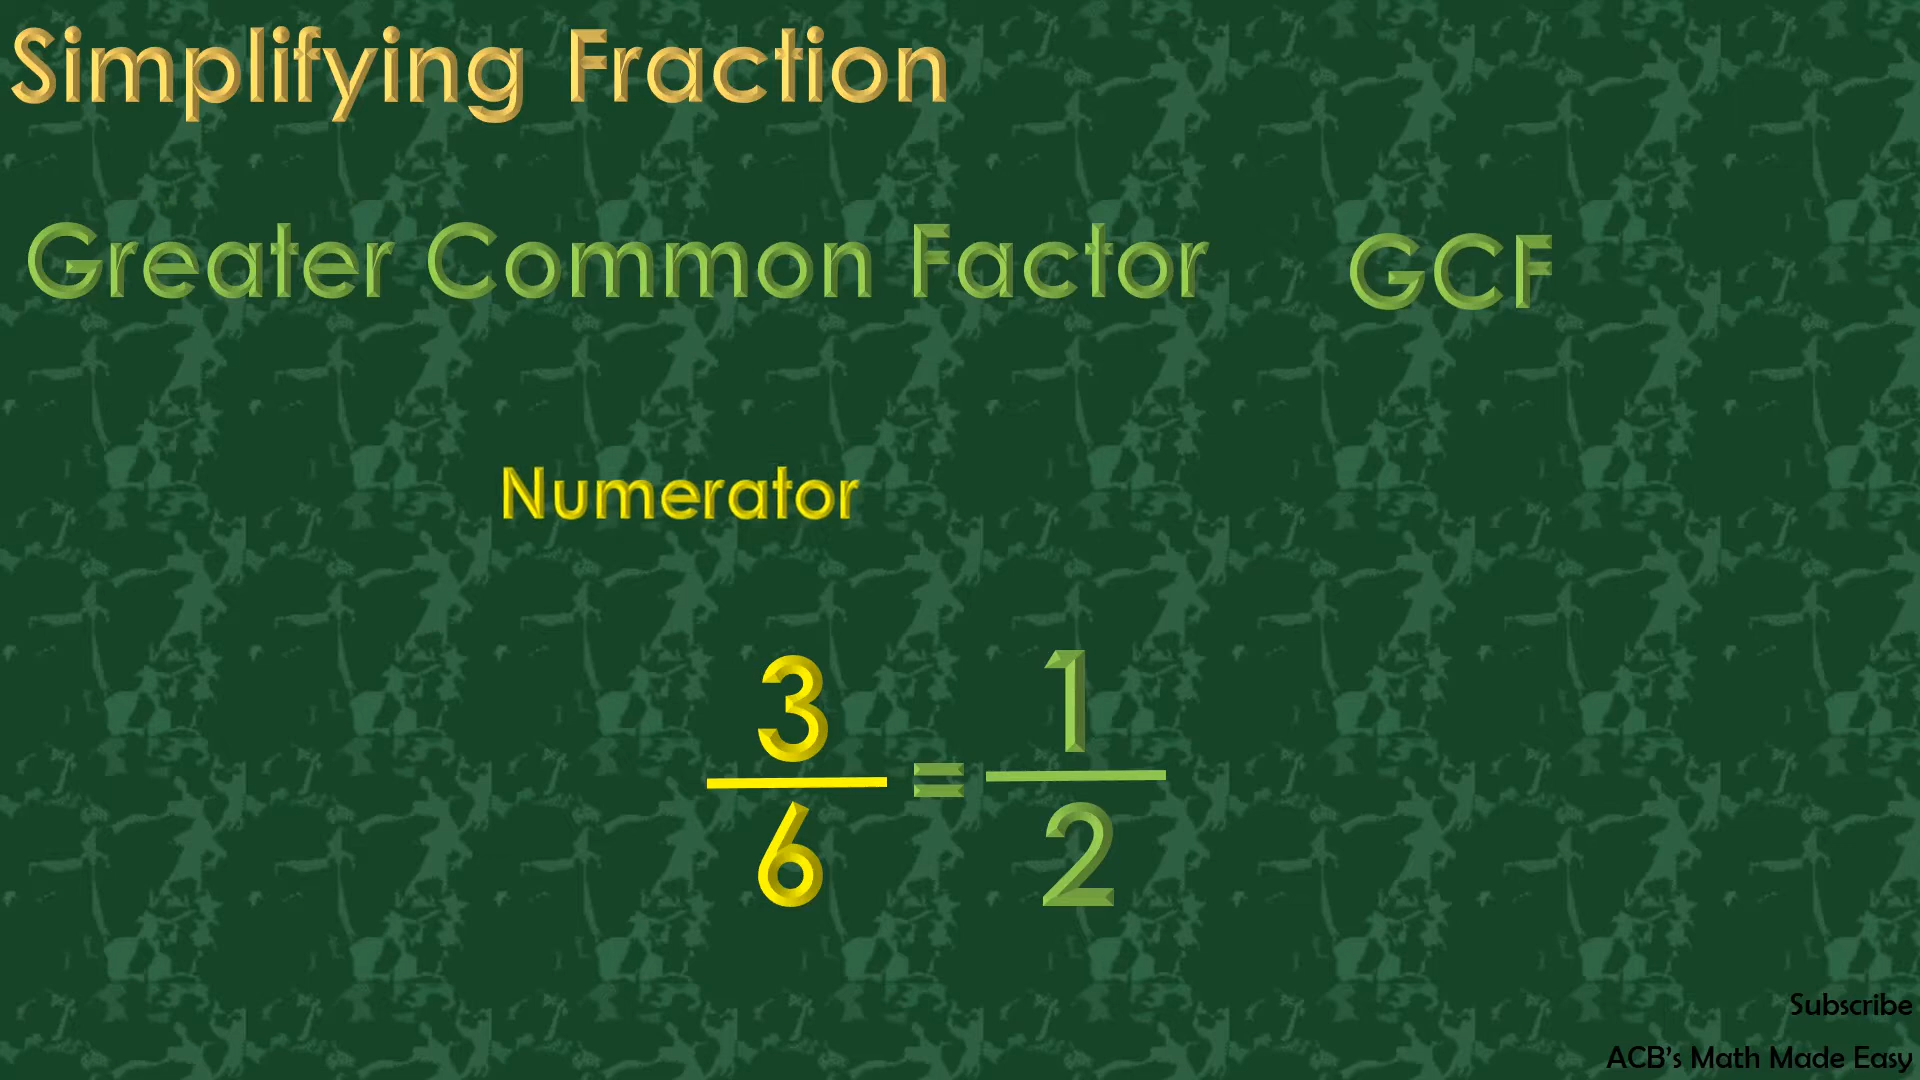 Simplifying Fraction
Greater Common Factor GCF
Numerator
3 1
=
6 2
Subscribe
ACB's Math Made Easy